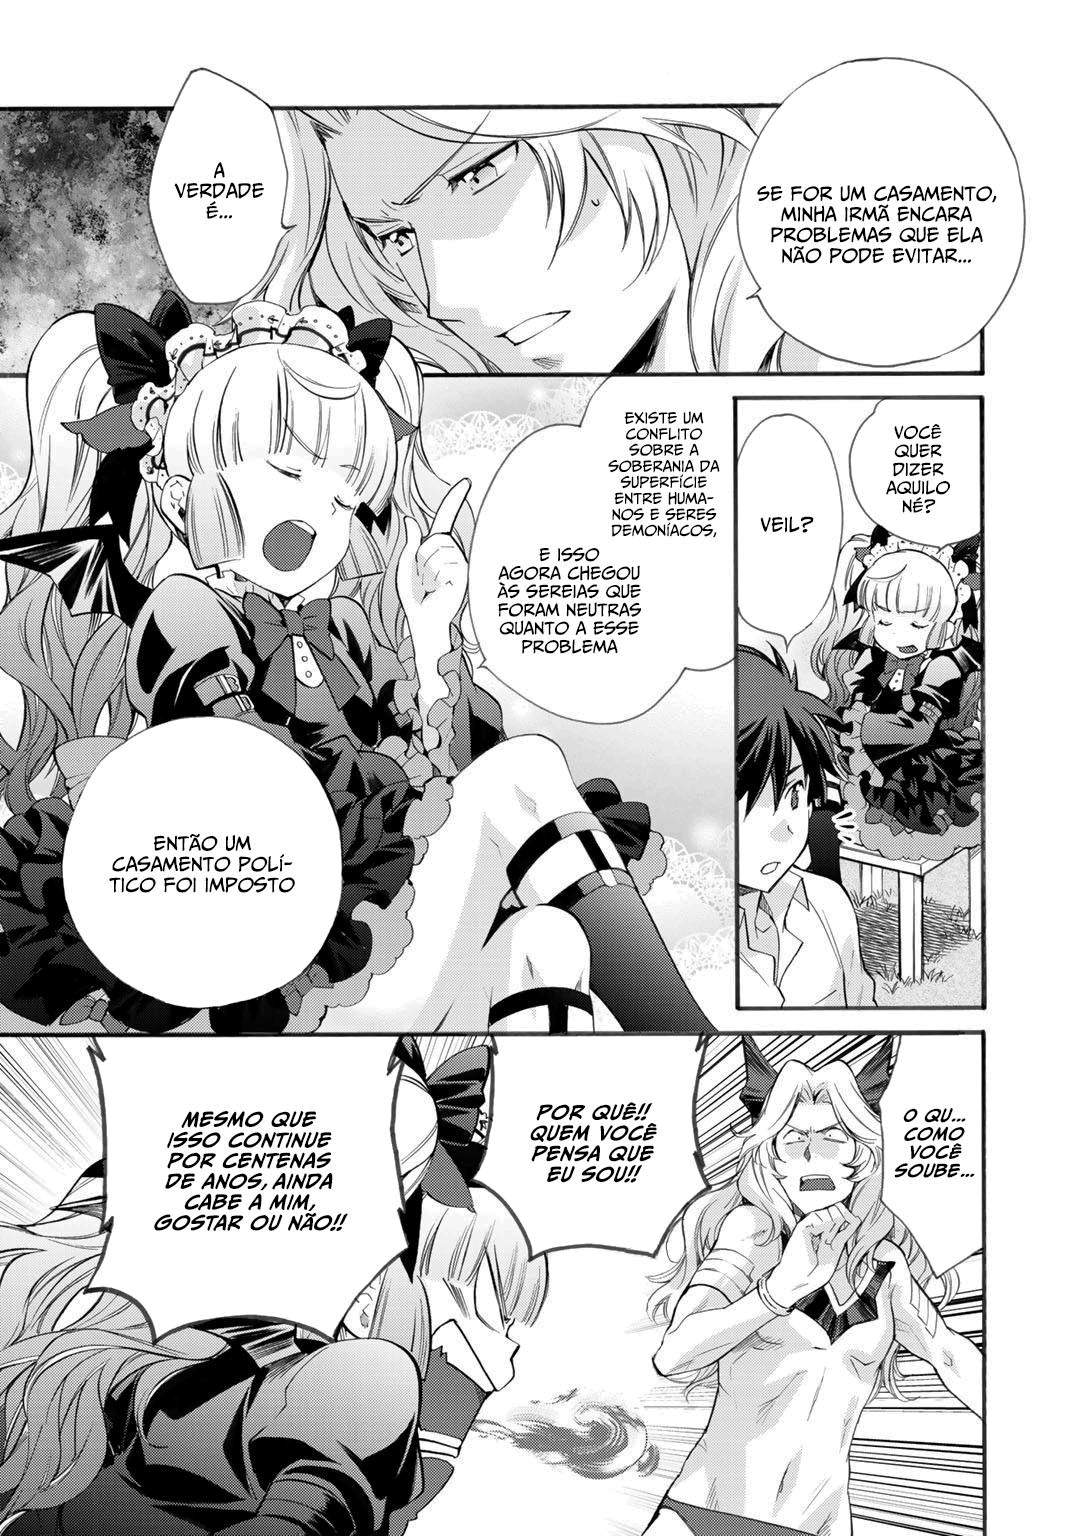 SE FOR UM CASAMENTO,
MINHA IRMÃ ENCARA
PROBLEMAS QUE ELA
NÃO PODE EVITAR...
A
VERDADE
É...
VOCÊ
QUER
DIZER
AQUILO
NÉ?
VEIL?
EXISTE UM
CONFLITO
SOBRE A
SOBERANIA DA
SUPERFÍCIE
ENTRE HUMA-
NOS E SERES
DEMONÍACOS,
E ISSO
AGORA CHEGOU
ÀS SEREIAS QUE
FORAM NEUTRAS
QUANTO A ESSE
PROBLEMA
ENTÃO UM
CASAMENTO POLÍ-
TICO FOI IMPOSTO
O QU...
COMO
VOCÊ
SOUBE...
POR QUÊ!!
QUEM VOCÊ
PENSA QUE
EU SOU!!
MESMO QUE
ISSO CONTINUE
POR CENTENAS
DE ANOS, AINDA
CABE A MIM,
GOSTAR OU NÃO!!